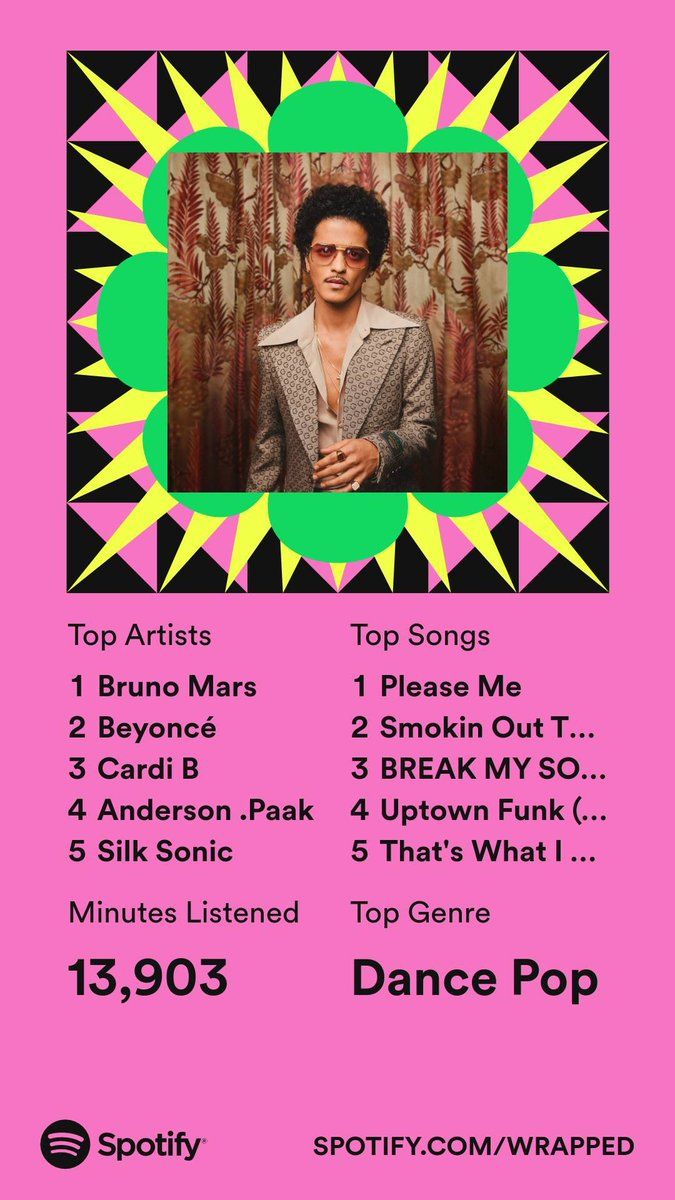 Top Artists
1 Bruno Mars
2 Beyoncé
3 Cardi B
4 Anderson .Paak
5 Silk Sonic
Top Songs
1 Please Me
2 Smokin Out T...
3 BREAK MY SO...
4 Uptown Funk (...
5 That's What I ...
Minutes Listened
13,903
Top Genre
Dance Pop
Spotify®
SPOTIFY.COM/WRAPPED